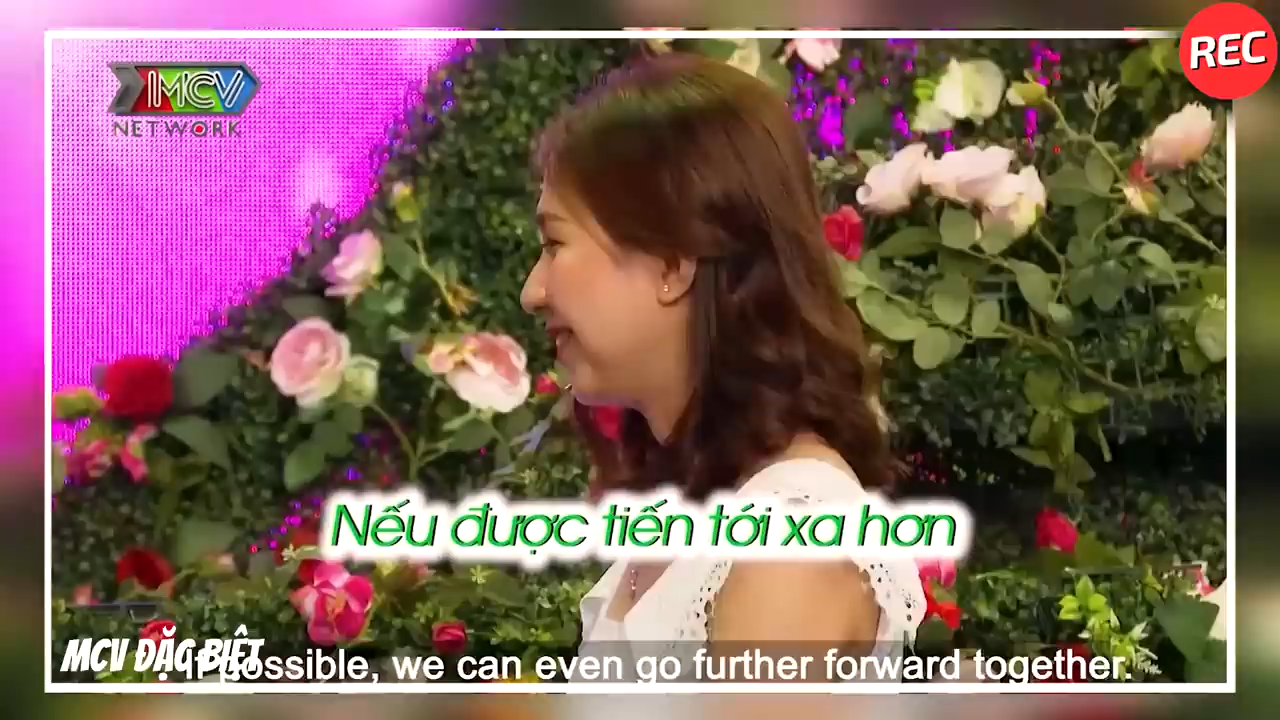 REC
MCV
NETWORK
Nếu được tiến tới xa hơn
MCV ĐẶC BIỆT
If possible, we can even go further forward together.